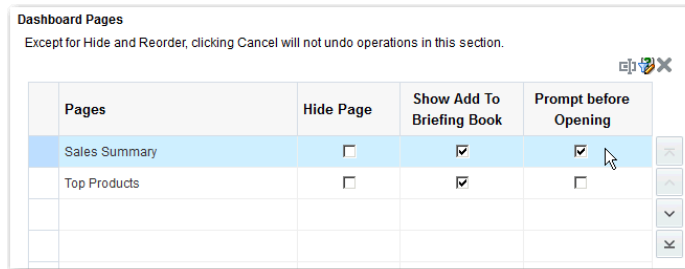 Dashboard Pages
Except for Hide and Reorder, clicking Cancel will not undo operations in this section.
Pages
Hide Page
Show Add To
Briefing Book
Prompt before
Opening
Sales Summary
Top Products